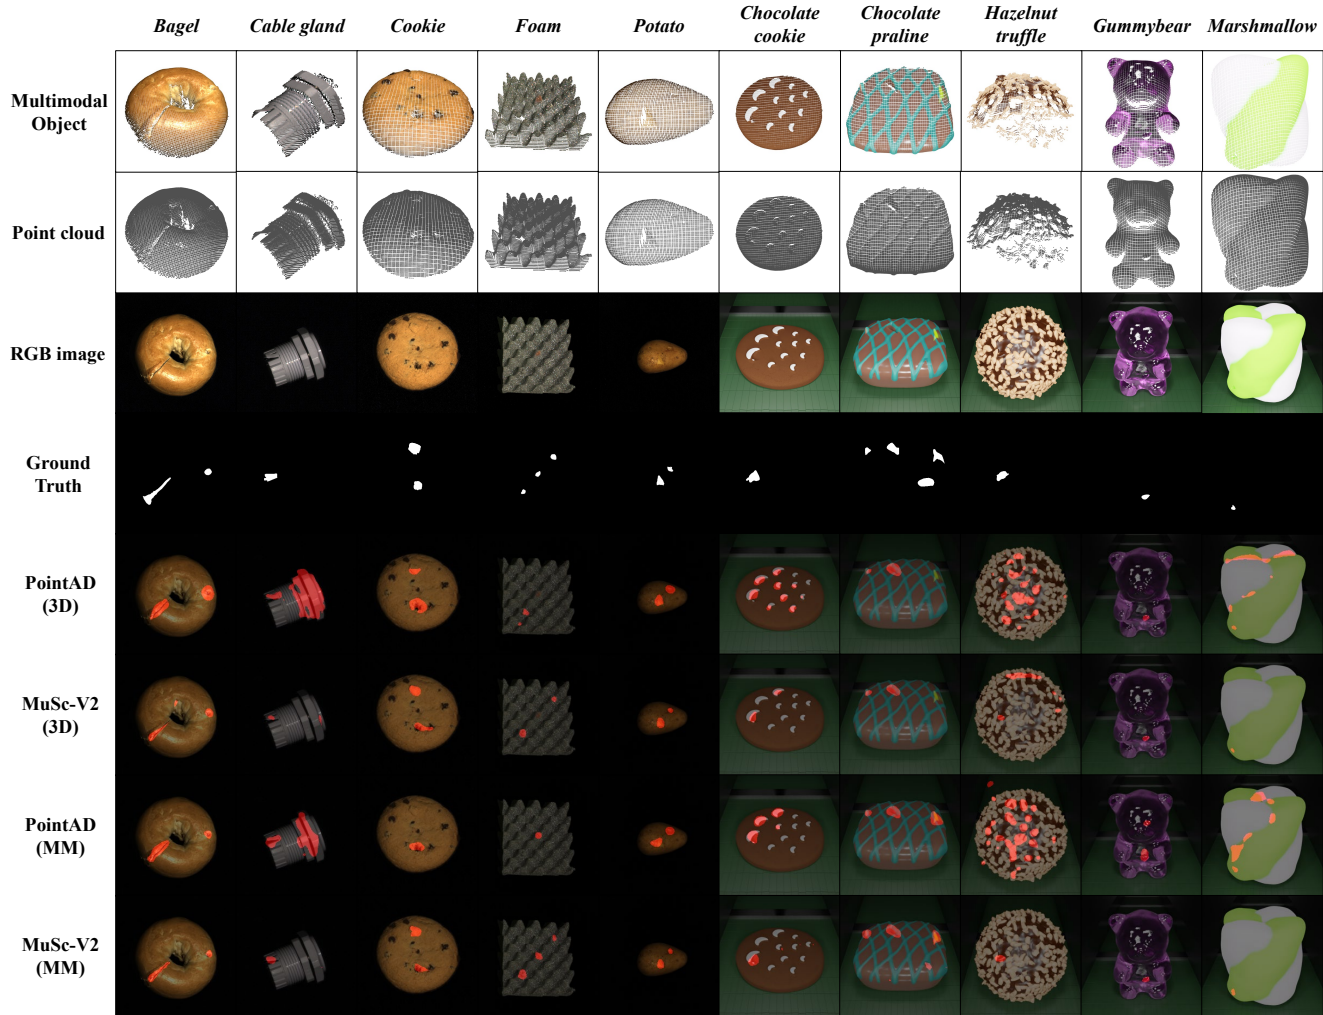 Bagel
Cable gland
Cookie
Foam
Potato
Chocolate
cookie
Chocolate
praline
Hazelnut
truffle
Gummybear
Marshmallow
Multimodal
Object
Point cloud
RGB image
Ground
Truth
PointAD
(3D)
MuSc-V2
(3D)
PointAD
(MM)
MuSc-V2
(MM)